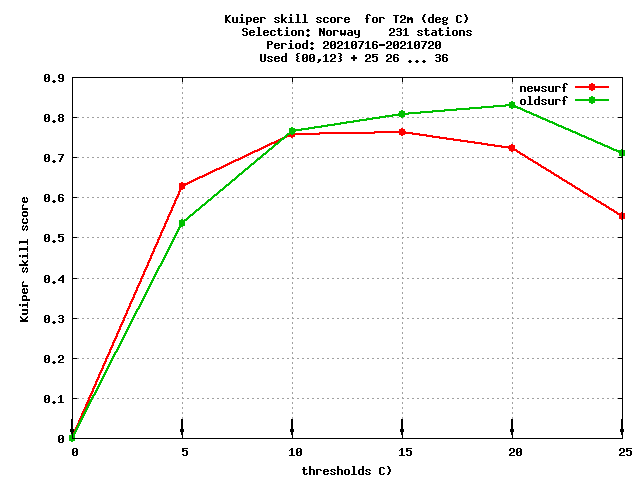 Kuiper skill score  for T2m (deg C)
Selection: Norway    231 stations
Period: 20210716-20210720
Used {00,12} + 25 26 ... 36
newsurf
oldsurf
0.9
0.8
0.7
0.6
0.5
0.4
0.3
0.2
0.1
0
Kuiper skill score
0 5 10 15 20 25
thresholds C)